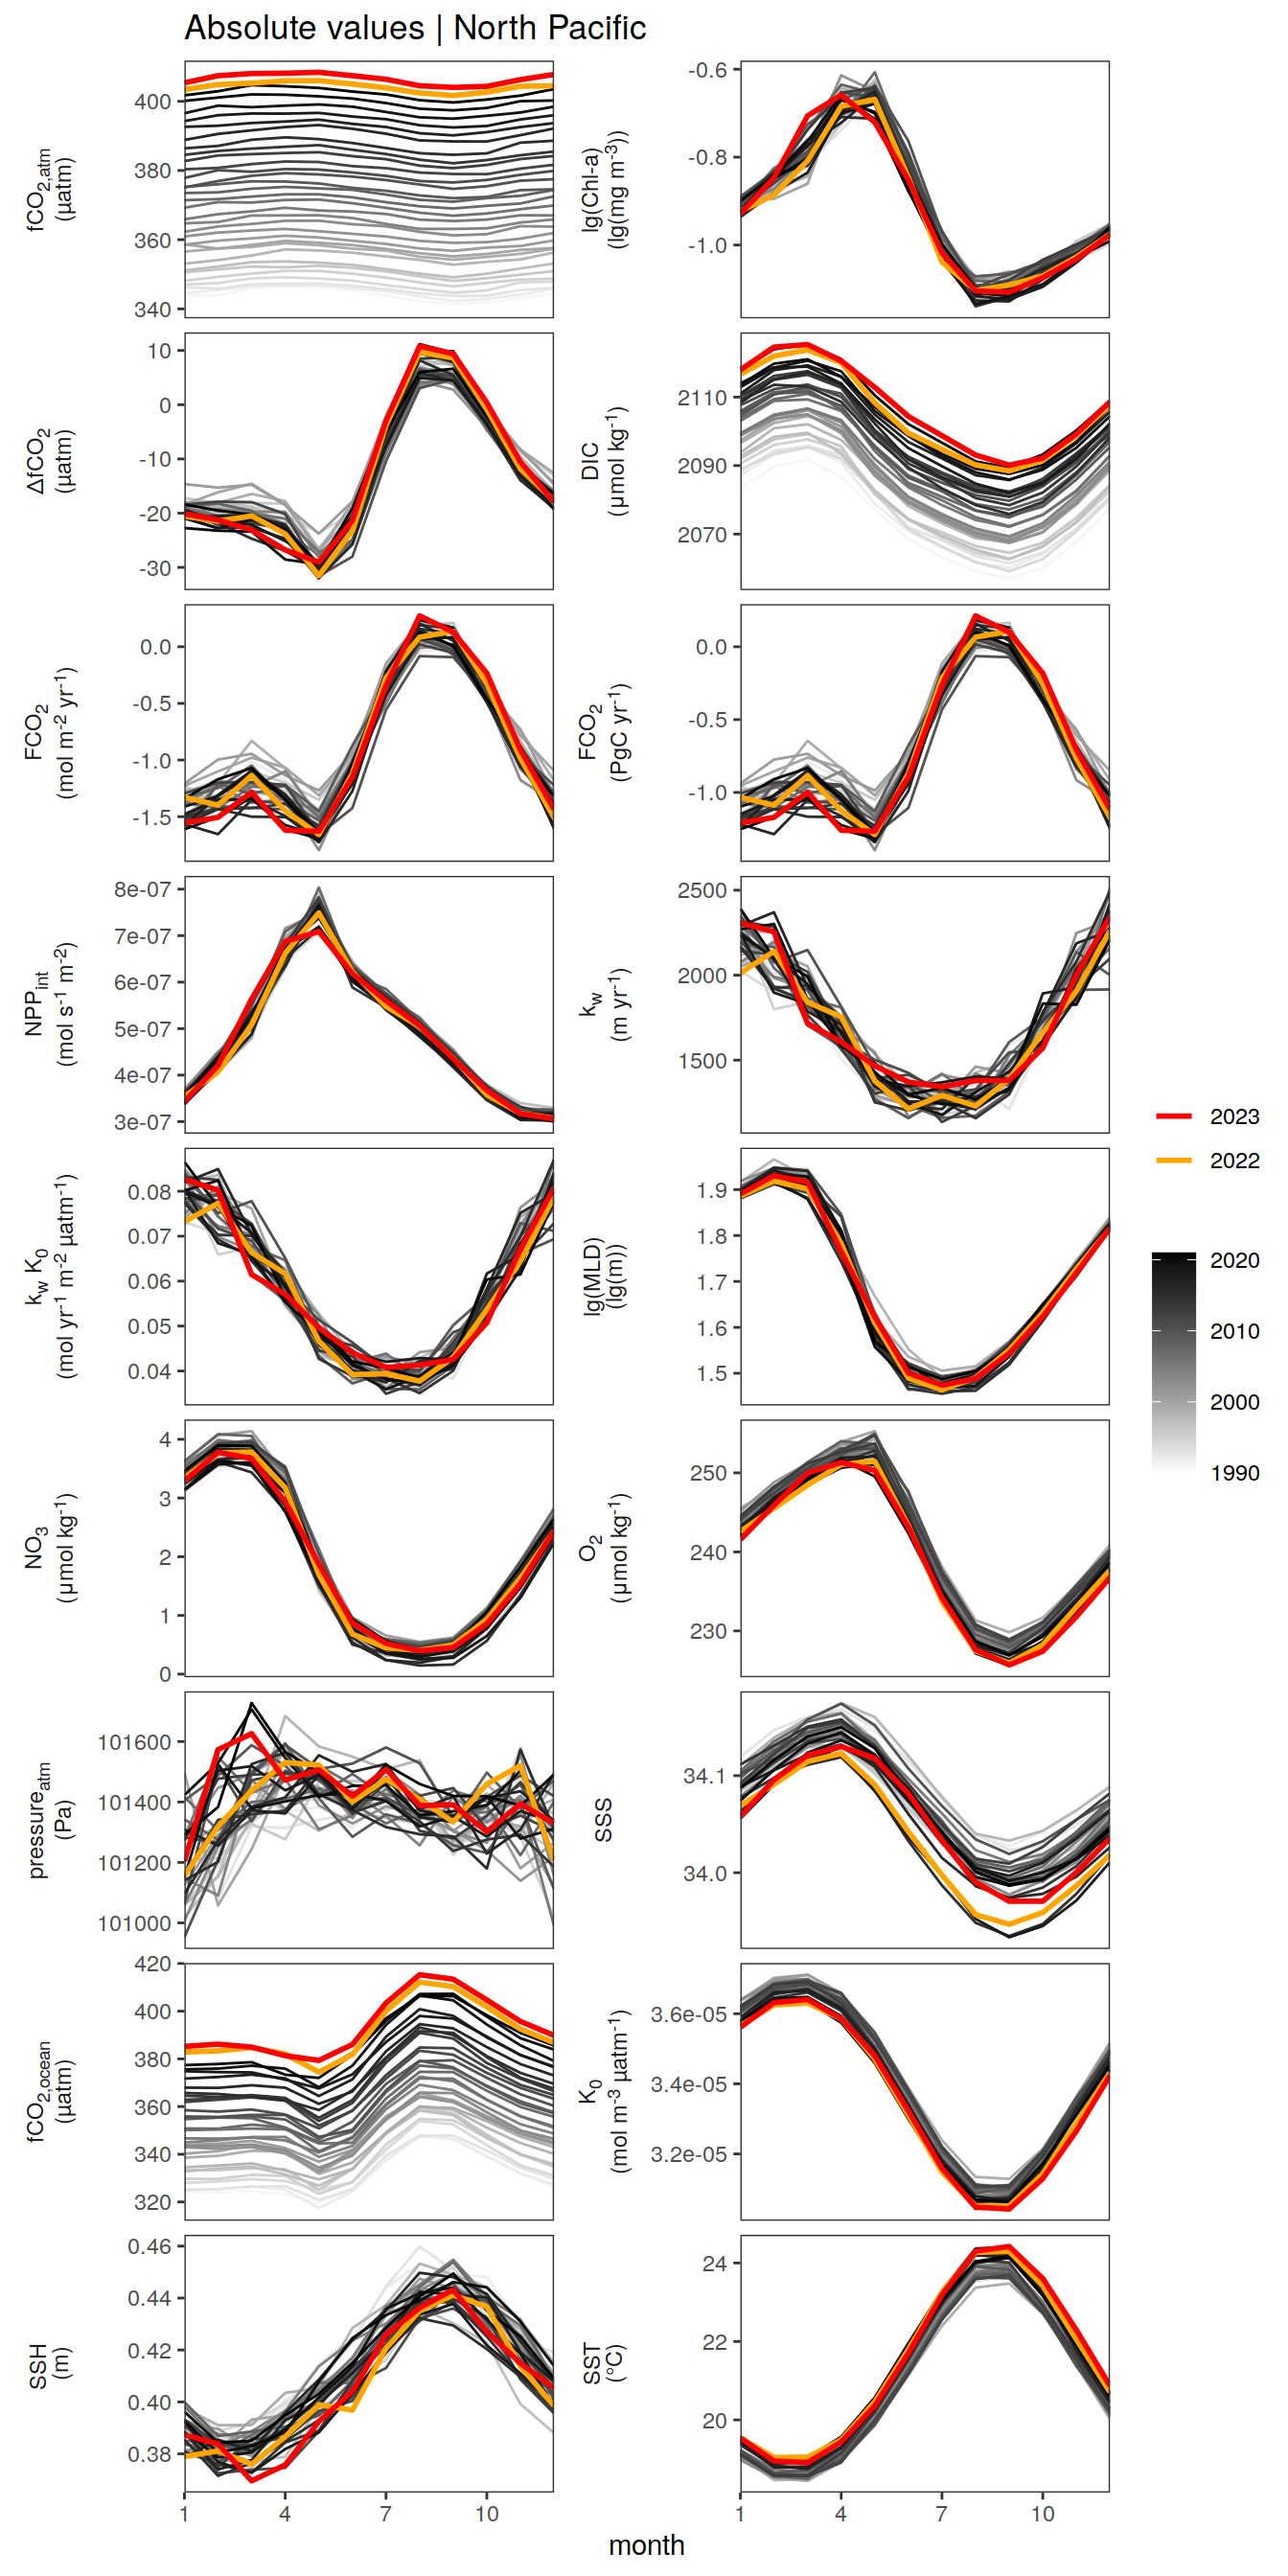 Absolute values | North Pacific
fCO2,atm
(µatm)
400
380
360
340
lg(Chl-a)
(lg(mg m-3))
-0.6
-0.8
-1.0
ΔfCO2
(µatm)
10
0
-10
-20
-30
DIC
(µmol kg-1)
2110
2090
2070
FCO2
(mol m-2 yr-1)
0.0
-0.5
-1.0
-1.5
FCO2
(PgC yr-1)
0.0
-0.5
-1.0
NPPint
(mol s-1 m-2)
8e-07
7e-07
6e-07
5e-07
4e-07
3e-07
kw
(m yr-1)
2500
2000
1500
2023
2022
kw K0
(mol yr-1 m-2 µatm-1)
0.08
0.07
0.06
0.05
0.04
lg(MLD)
(lg(m))
1.9
1.8
1.7
1.6
1.5
2020
2010
2000
1990
NO3
(µmol kg-1)
4
3
2
1
0
O2
(µmol kg-1)
250
240
230
pressureatm
(Pa)
101600
101400
101200
101000
SSS
34.1
34.0
fCO2,ocean
(µatm)
420
400
380
360
340
320
K0
(mol m-3 µatm-1)
3.6e-05
3.4e-05
3.2e-05
SSH
(m)
0.46
0.44
0.42
0.40
0.38
SST
(°C)
24
22
20
1 4 7 10
1 4 7 10
month